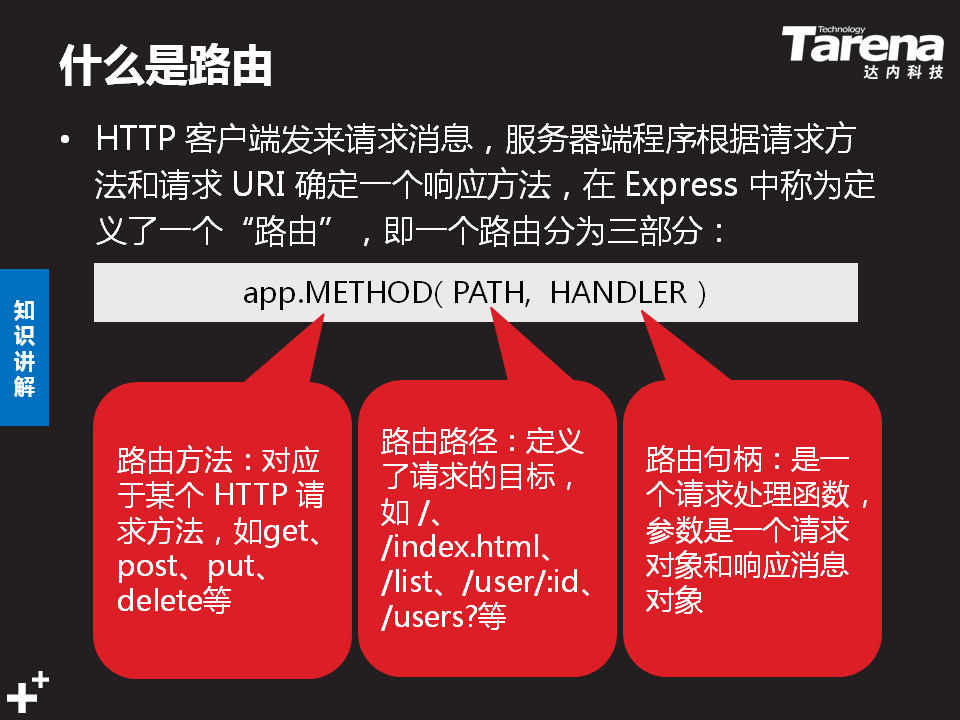 什么是路由
Technology
Tarena
达内科技
• HTTP 客户端发来请求消息，服务器端程序根据请求方
法和请求 URI 确定一个响应方法，在 Express 中称为定
义了一个“路由”，即一个路由分为三部分：
app.METHOD( PATH, HANDLER )
知识讲解
路由方法：对应
于某个 HTTP 请
求方法，如get、
post、put、
delete等
路由路径：定义
了请求的目标，
如 /、
/index.html、
/list、/user/:id、
/users?等
路由句柄：是一
个请求处理函数，
参数是一个请求
对象和响应消息
对象